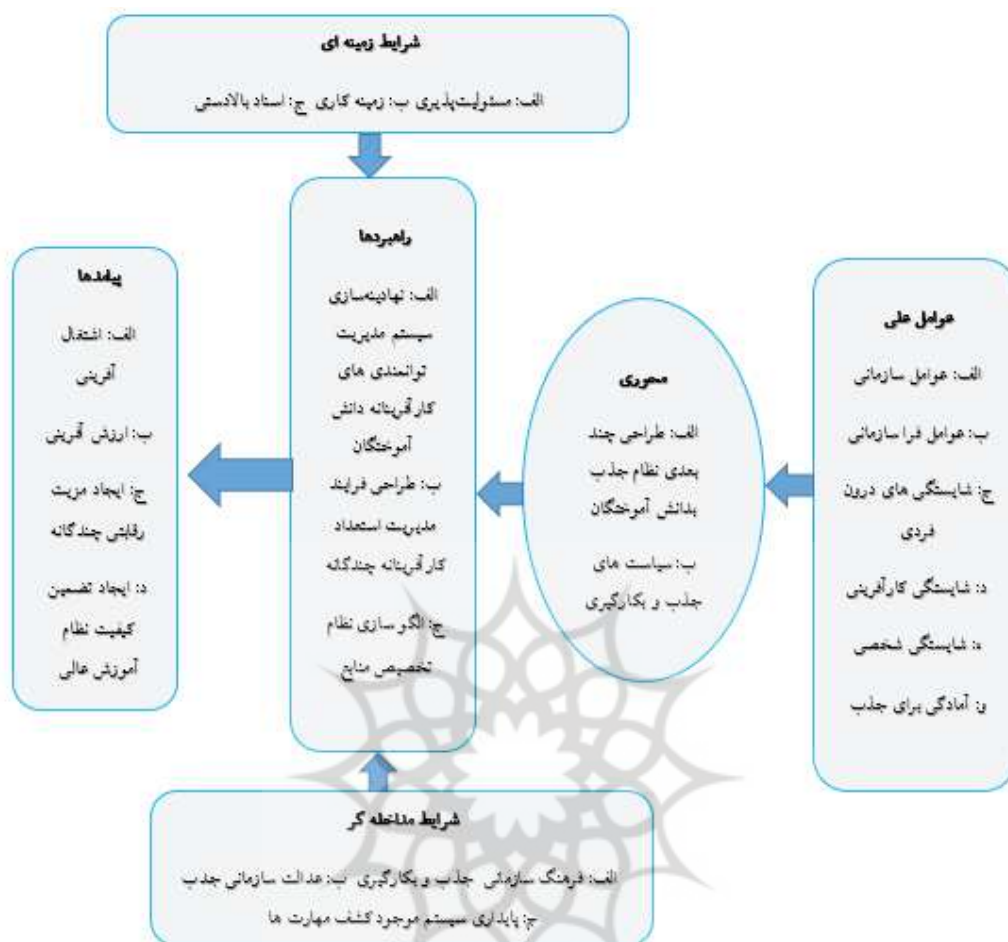 شرایط زمینه ای
الف: مسئولیت‌پذیری ب: زمینه کاری ج: اسناد بالادستی
عوامل علی
الف: عوامل سازمانی
ب: عوامل فرا سازمانی
ج: شایستگی های درون
فردی
د: شایستگی کارآفرینی
ه: شایستگی شخصی
و: آمادگی برای جذب
محوری
الف: طراحی چند
بعدی نظام جذب
بدانش آموختگان
ب: سیاست های
جذب و بکارگیری
راهبردها
الف: نهادینه‌سازی
سیستم مدیریت
توانمندی های
کارآفرینانه دانش
آموختگان
ب: طراحی فرایند
مدیریت استعداد
کارآفرینانه چندگانه
ج: الگو سازی نظام
تخصیص منابع
پیامدها
الف: اشتغال
آفرینی
ب: ارزش آفرینی
ج: ایجاد مزیت
رقابتی چندگانه
د: ایجاد تضمین
کیفیت نظام
آموزش عالی
شرایط مداخله گر
الف: فرهنگ سازمانی جذب و بکارگیری ب: عدالت سازمانی جذب
ج: پایداری سیستم موجود کشف مهارت ها